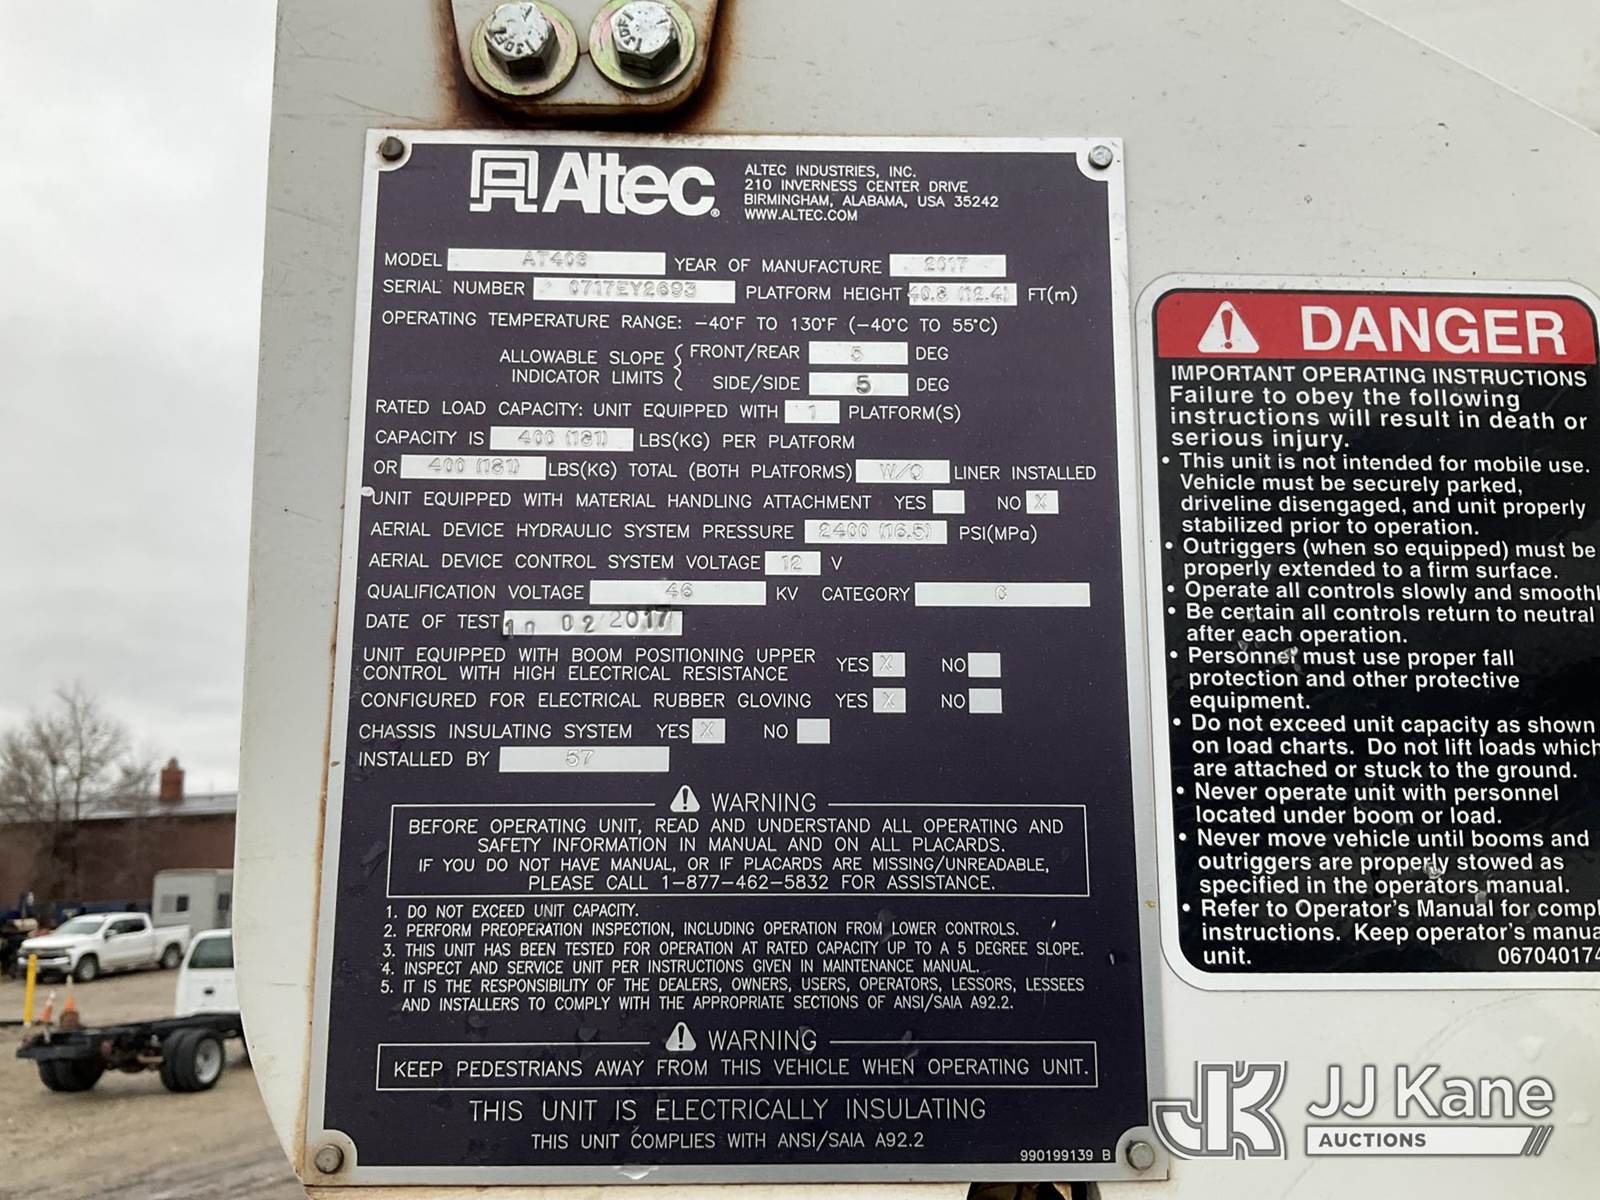 Altec®
ALTEC INDUSTRIES, INC.
210 INVERNESS CENTER DRIVE
BIRMINGHAM, ALABAMA, USA 35242
WWW.ALTEC.COM
MODEL AT40G YEAR OF MANUFACTURE 2017
SERIAL NUMBER 0717EY2693 PLATFORM HEIGHT 40.8 (12.4) FT(m)
OPERATING TEMPERATURE RANGE: -40°F TO 130°F (-40°C TO 55°C)
ALLOWABLE SLOPE INDICATOR LIMITS { FRONT/REAR 5 DEG
SIDE/SIDE 5 DEG
RATED LOAD CAPACITY: UNIT EQUIPPED WITH 1 PLATFORM(S)
CAPACITY IS 400 (181) LBS(KG) PER PLATFORM
OR 400 (181) LBS(KG) TOTAL (BOTH PLATFORMS) W/O LINER INSTALLED
UNIT EQUIPPED WITH MATERIAL HANDLING ATTACHMENT YES NO X
AERIAL DEVICE HYDRAULIC SYSTEM PRESSURE 2400 (16.5) PSI(MPa)
AERIAL DEVICE CONTROL SYSTEM VOLTAGE 12 V
QUALIFICATION VOLTAGE 46 KV CATEGORY C
DATE OF TEST 10 02 2017
UNIT EQUIPPED WITH BOOM POSITIONING UPPER
CONTROL WITH HIGH ELECTRICAL RESISTANCE YES X NO
CONFIGURED FOR ELECTRICAL RUBBER GLOVING YES X NO
CHASSIS INSULATING SYSTEM YES X NO
INSTALLED BY 57
WARNING
BEFORE OPERATING UNIT, READ AND UNDERSTAND ALL OPERATING AND
SAFETY INFORMATION IN MANUAL AND ON ALL PLACARDS.
IF YOU DO NOT HAVE MANUAL, OR IF PLACARDS ARE MISSING/UNREADABLE,
PLEASE CALL 1-877-462-5832 FOR ASSISTANCE.
1. DO NOT EXCEED UNIT CAPACITY.
2. PERFORM PREOPERATION INSPECTION, INCLUDING OPERATION FROM LOWER CONTROLS.
3. THIS UNIT HAS BEEN TESTED FOR OPERATION AT RATED CAPACITY UP TO A 5 DEGREE SLOPE.
4. INSPECT AND SERVICE UNIT PER INSTRUCTIONS GIVEN IN MAINTENANCE MANUAL.
5. IT IS THE RESPONSIBILITY OF THE DEALERS, OWNERS, USERS, OPERATORS, LESSORS, LESSEES
AND INSTALLERS TO COMPLY WITH THE APPROPRIATE SECTIONS OF ANSI/SAIA A92.2.
WARNING
KEEP PEDESTRIANS AWAY FROM THIS VEHICLE WHEN OPERATING UNIT.
THIS UNIT IS ELECTRICALLY INSULATING
THIS UNIT COMPLIES WITH ANSI/SAIA A92.2
990199139 B
DANGER
IMPORTANT OPERATING INSTRUCTIONS
Failure to obey the following
instructions will result in death or
serious injury.
• This unit is not intended for mobile use.
Vehicle must be securely parked,
driveline disengaged, and unit properly
stabilized prior to operation.
• Outriggers (when so equipped) must be
properly extended to a firm surface.
• Operate all controls slowly and smoothl
• Be certain all controls return to neutral
after each operation.
• Personnel must use proper fall
protection and other protective
equipment.
• Do not exceed unit capacity as shown
on load charts. Do not lift loads which
are attached or stuck to the ground.
• Never operate unit with personnel
located under boom or load.
• Never move vehicle until booms and
outriggers are properly stowed as
specified in the operators manual.
• Refer to Operator's Manual for compl
instructions. Keep operator's manua
unit. 067040174
JK JJ Kane
AUCTIONS